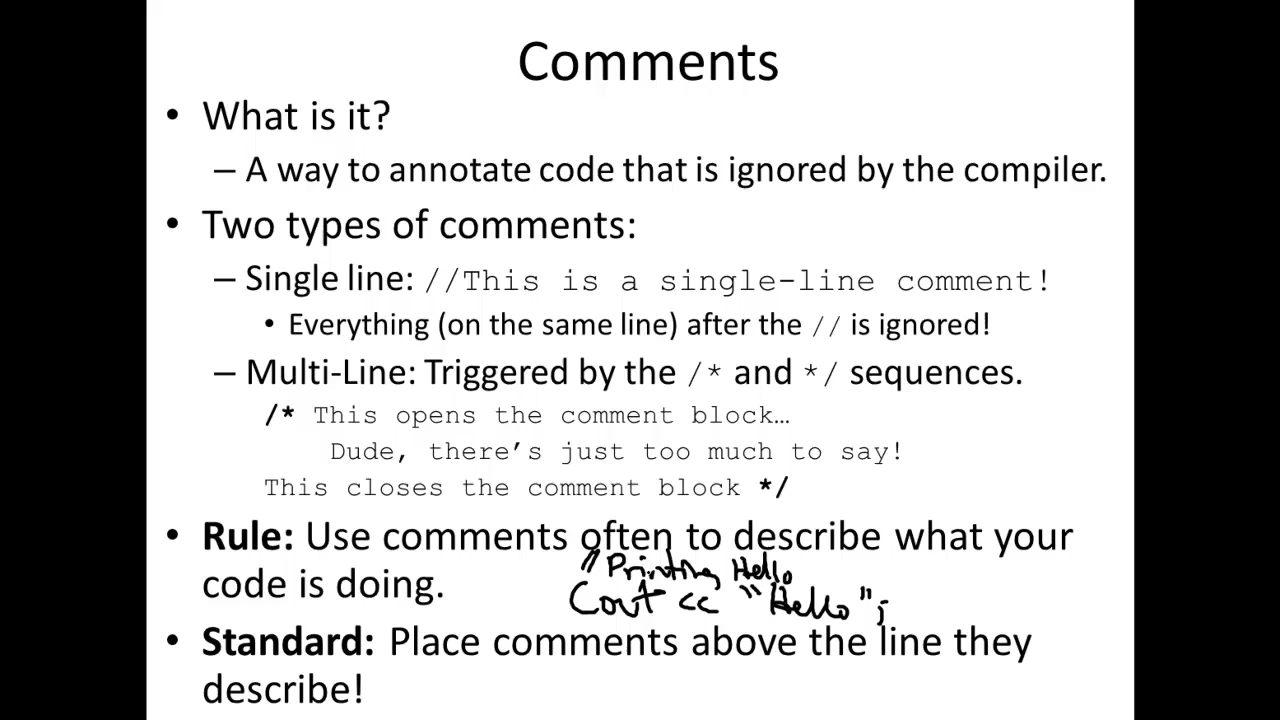 Comments
• What is it?
– A way to annotate code that is ignored by the compiler.
• Two types of comments:
– Single line: //This is a single-line comment!
• Everything (on the same line) after the // is ignored!
– Multi-Line: Triggered by the /* and */ sequences.
/* This opens the comment block…
Dude, there’s just too much to say!
This closes the comment block */
• Rule: Use comments often to describe what your
code is doing.
// Printing Hello
Cout << "Hello";
• Standard: Place comments above the line they
describe!